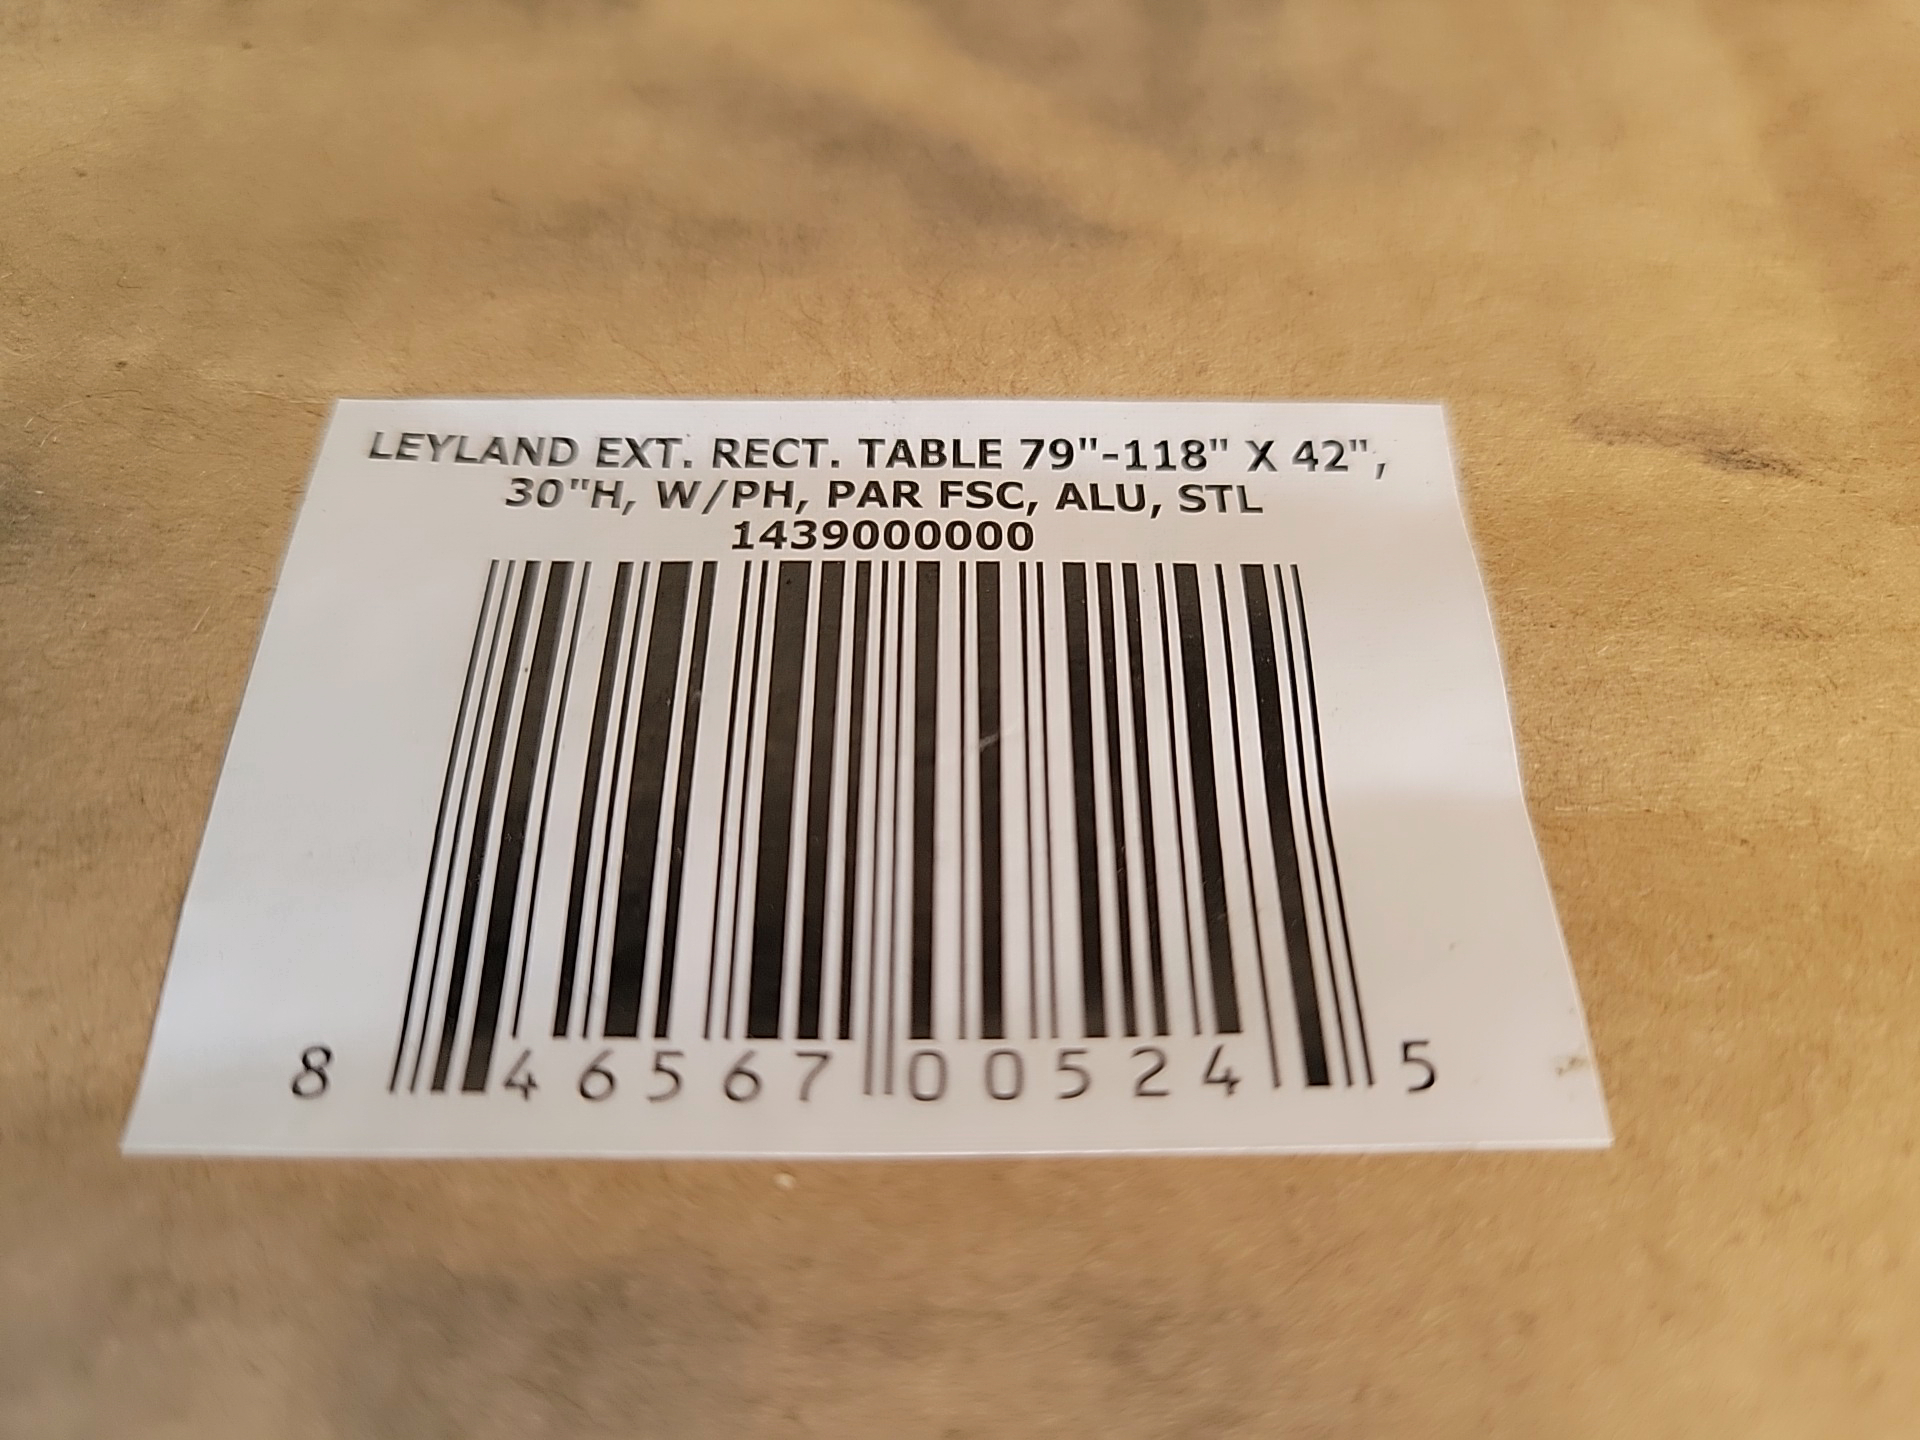 LEYLAND EXT. RECT. TABLE 79"-118" X 42",
30"H, W/PH, PAR FSC, ALU, STL
1439000000
8 46567 00524 5